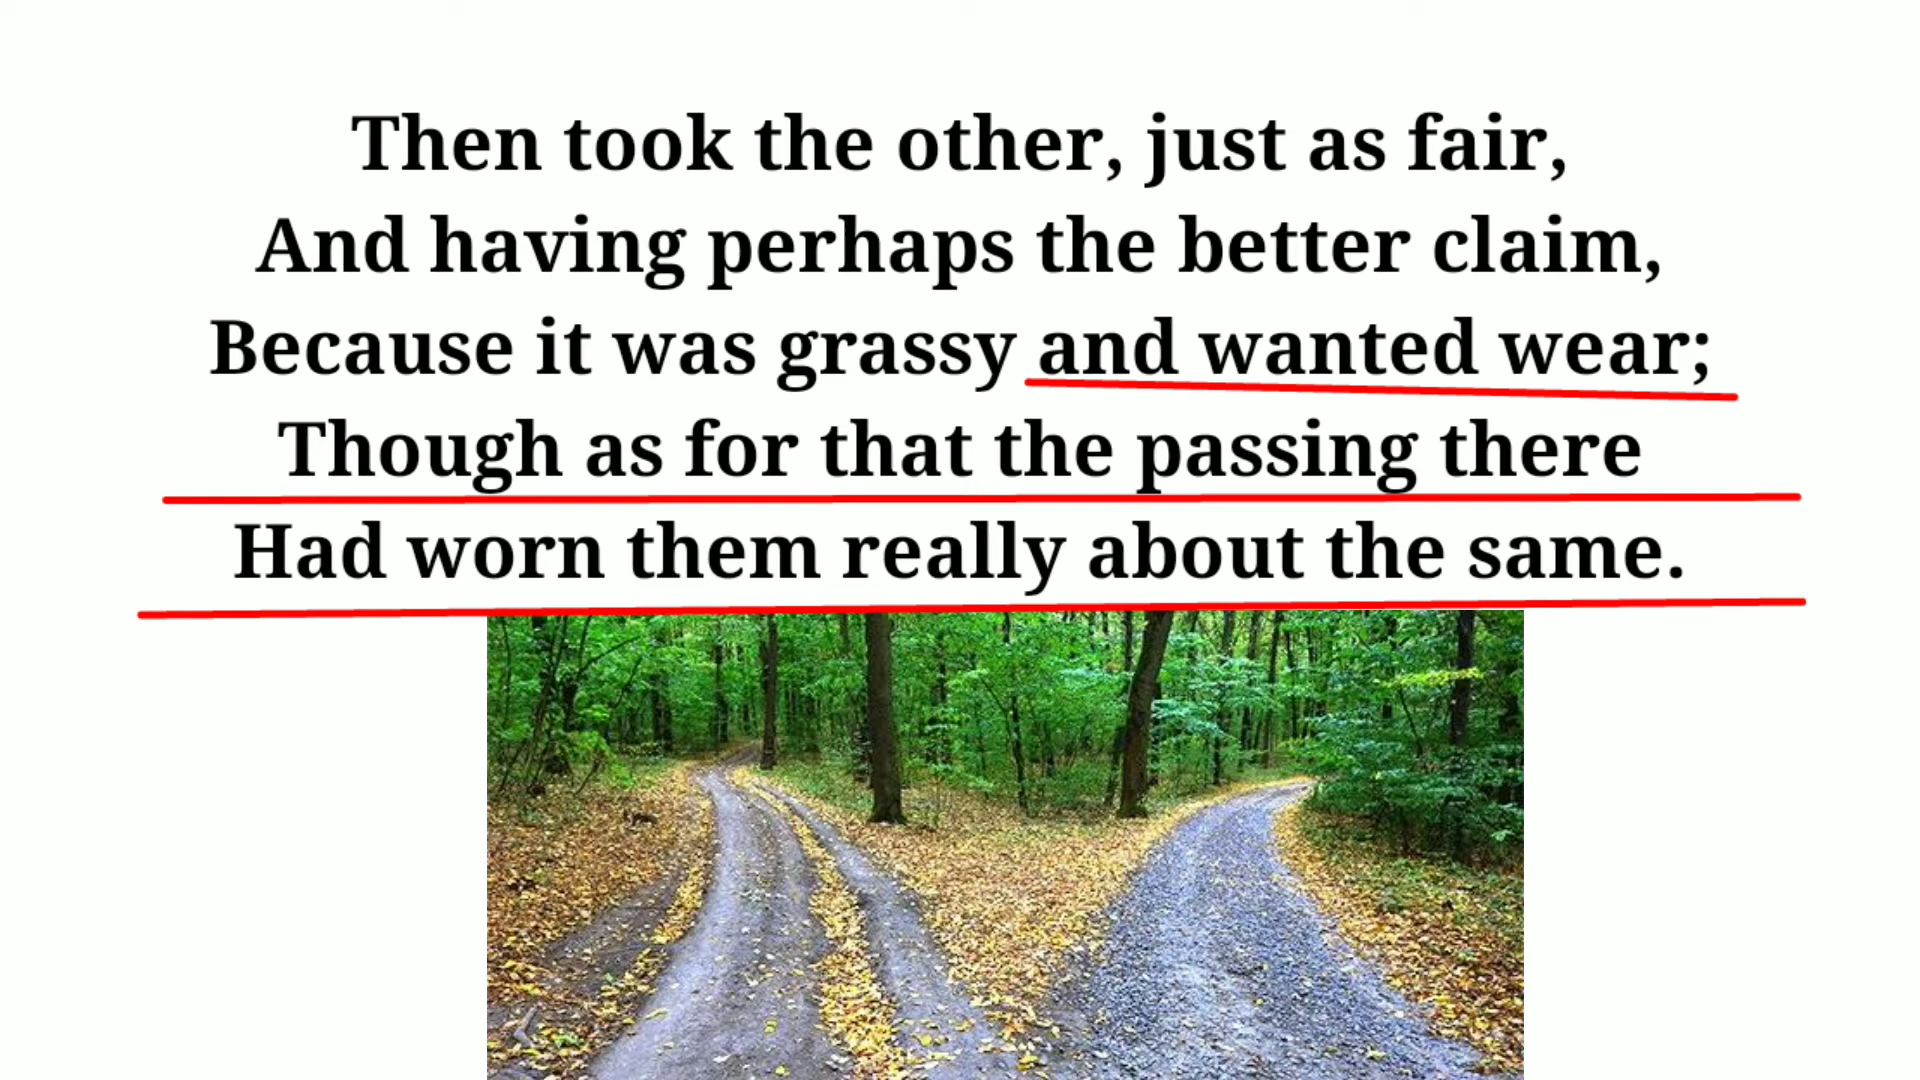 Then took the other, just as fair,
And having perhaps the better claim,
Because it was grassy and wanted wear;
Though as for that the passing there
Had worn them really about the same.